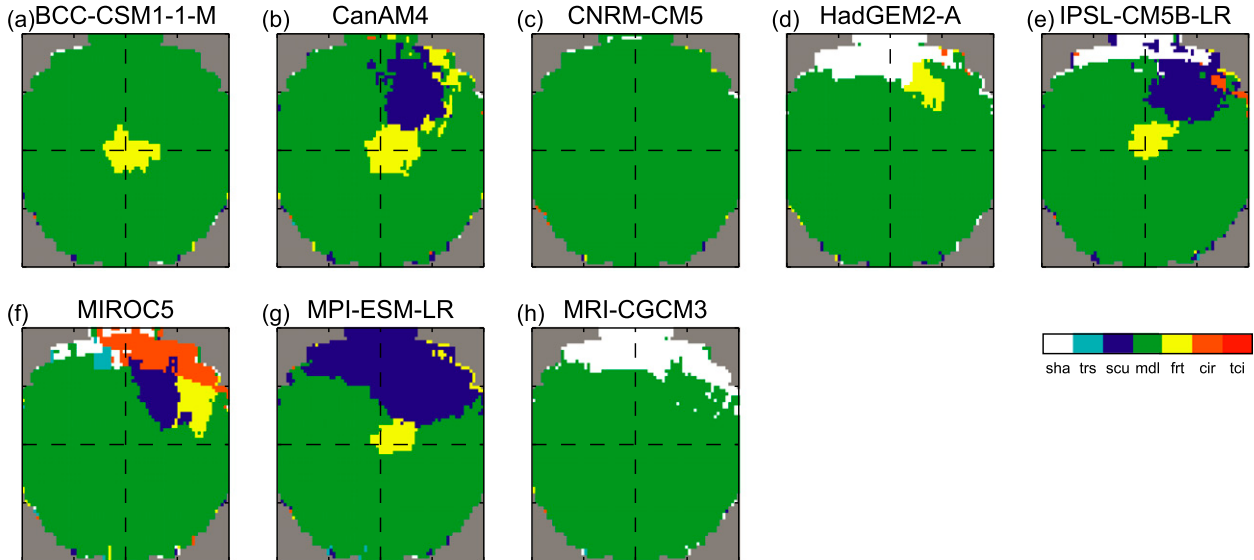 (a) BCC-CSM1-1-M
(b) CanAM4
(c) CNRM-CM5
(d) HadGEM2-A
(e) IPSL-CM5B-LR
(f) MIROC5
(g) MPI-ESM-LR
(h) MRI-CGCM3
sha trs scu mdl frt cir tci